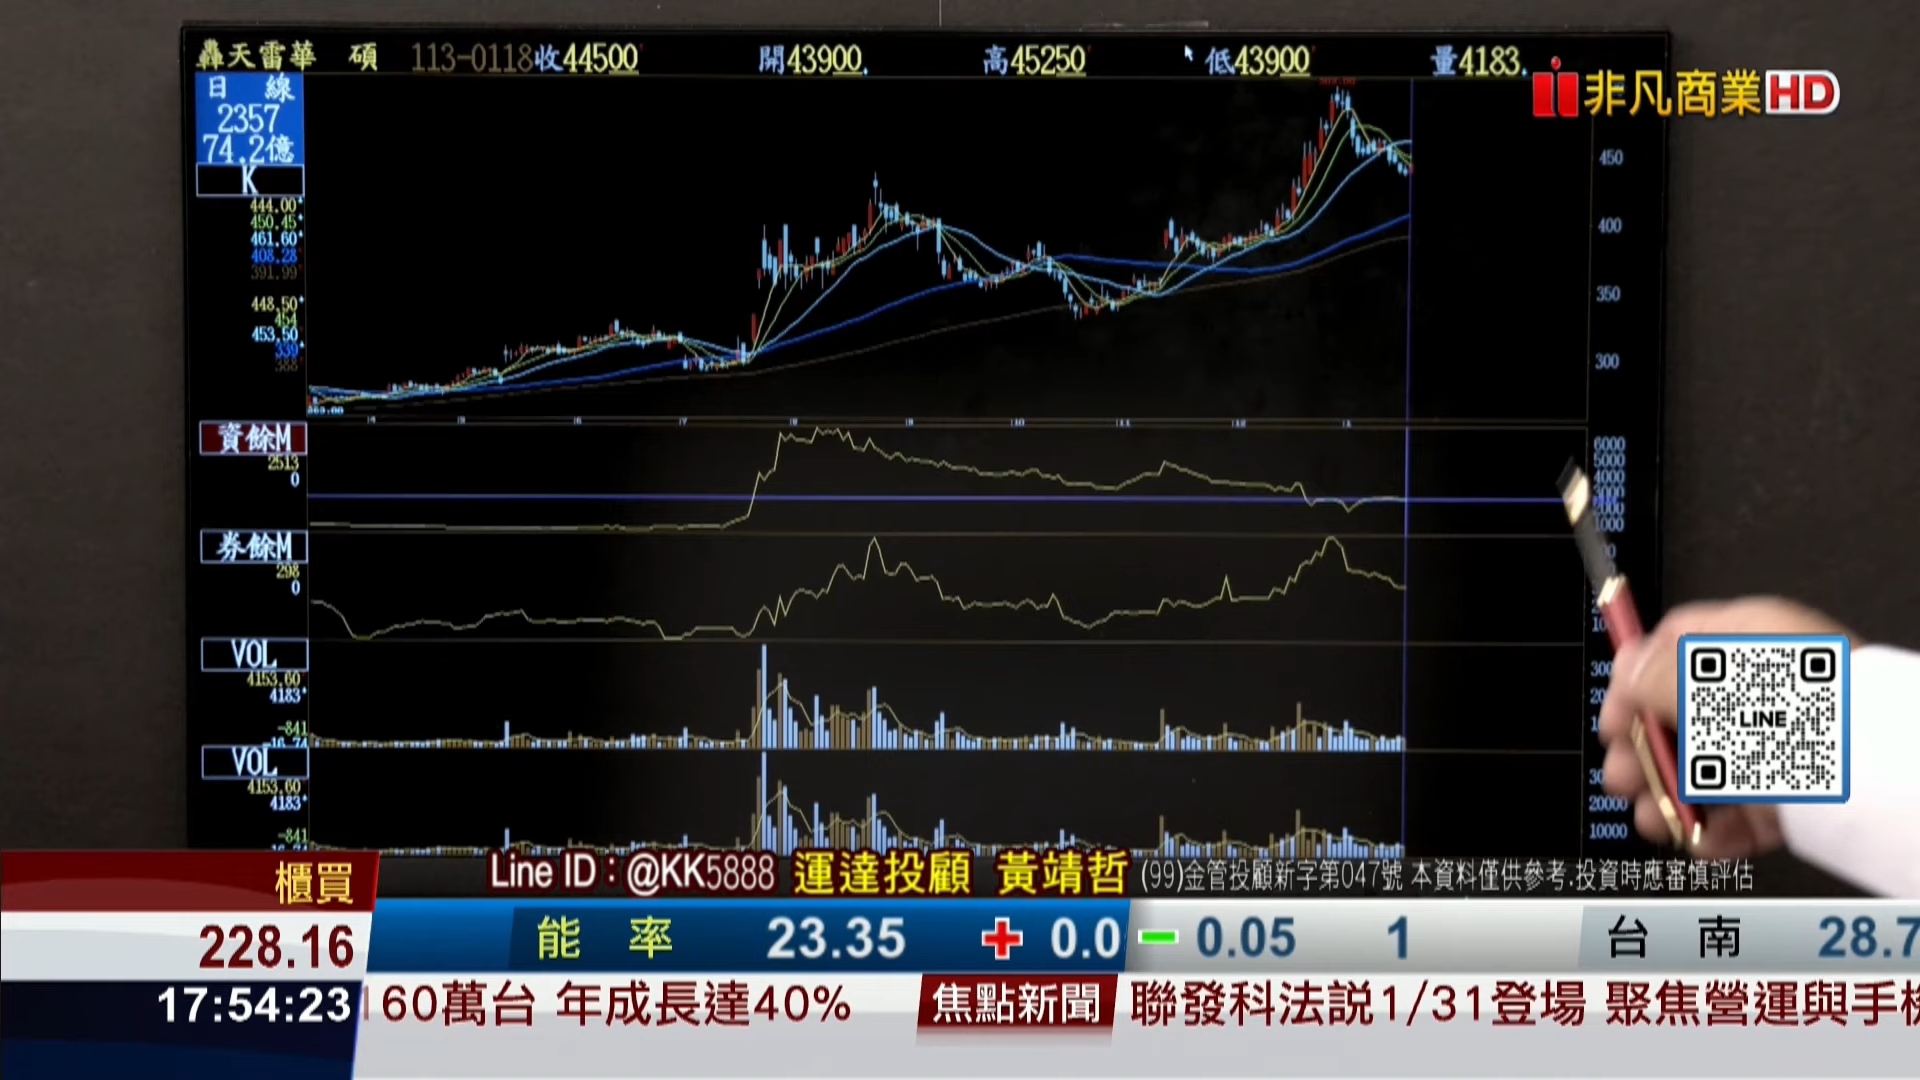 轟天雷華 碩 113-0118收44500 開43900 高45250 低43900 量4183
非凡商業HD
日 線
2357
74.2億
K
444.00
450.45
461.60
408.28
391.99
448.50
454
453.50
339
388
450
400
350
300
資餘M
2513
0
6000
5000
4000
3000
2000
1000
券餘M
298
0
VOL
4153.60
4183
-841
VOL
4153.60
4183
-841
20000
10000
LINE
Line ID：@KK5888 運達投顧 黃靖哲 (99)金管投顧新字第047號 本資料僅供參考.投資時應審慎評估
櫃買
228.16
能 率 23.35 0.0 0.05 1 台 南 28.7
17:54:23
160萬台 年成長達40% 焦點新聞 聯發科法説1/31登場 聚焦營運與手機